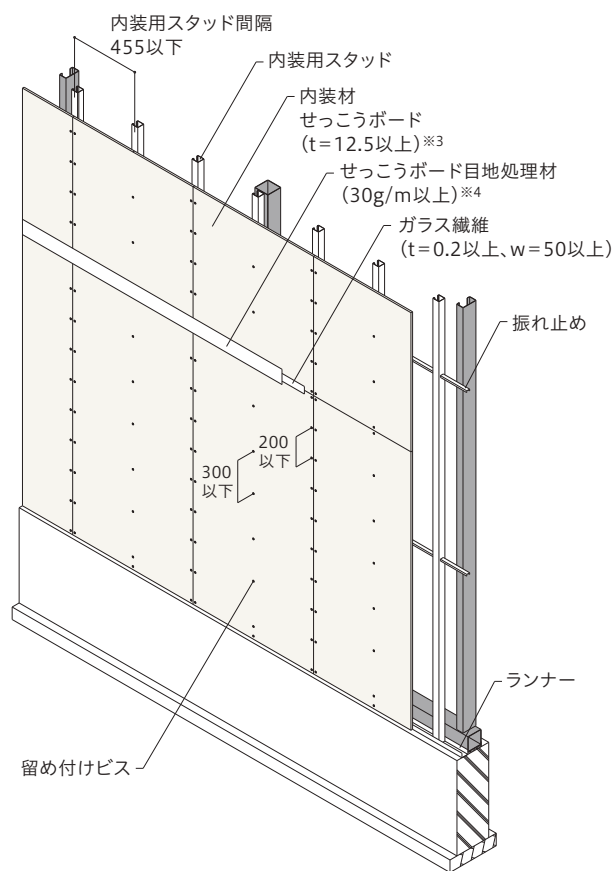 内装用スタッド間隔
455以下
内装用スタッド
内装材
せっこうボード
(t=12.5以上)※3
せっこうボード目地処理材
(30g/m以上)※4
ガラス繊維
(t=0.2以上、w=50以上)
振れ止め
200
以下
300
以下
ランナー
留め付けビス